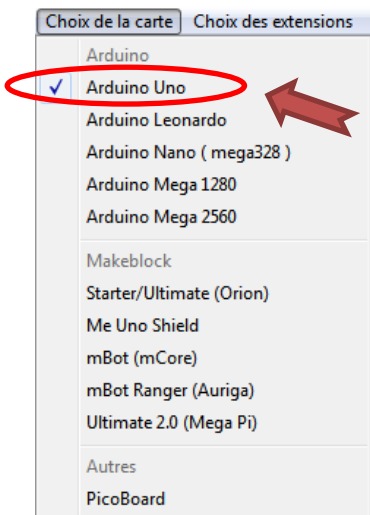 Choix de la carte Choix des extensions
Arduino
Arduino Uno
Arduino Leonardo
Arduino Nano ( mega328 )
Arduino Mega 1280
Arduino Mega 2560
Makeblock
Starter/Ultimate (Orion)
Me Uno Shield
mBot (mCore)
mBot Ranger (Auriga)
Ultimate 2.0 (Mega Pi)
Autres
PicoBoard